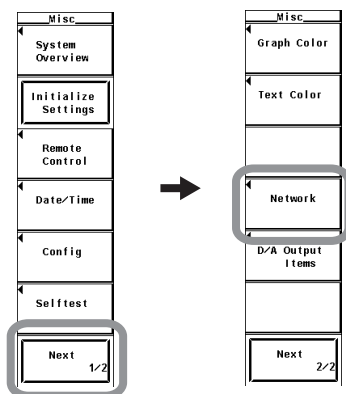 Misc
System
Overview
Initialize
Settings
Remote
Control
Date/Time
Config
Selftest
Next
1/2
Misc
Graph Color
Text Color
Network
D/A Output
Items
Next
2/2